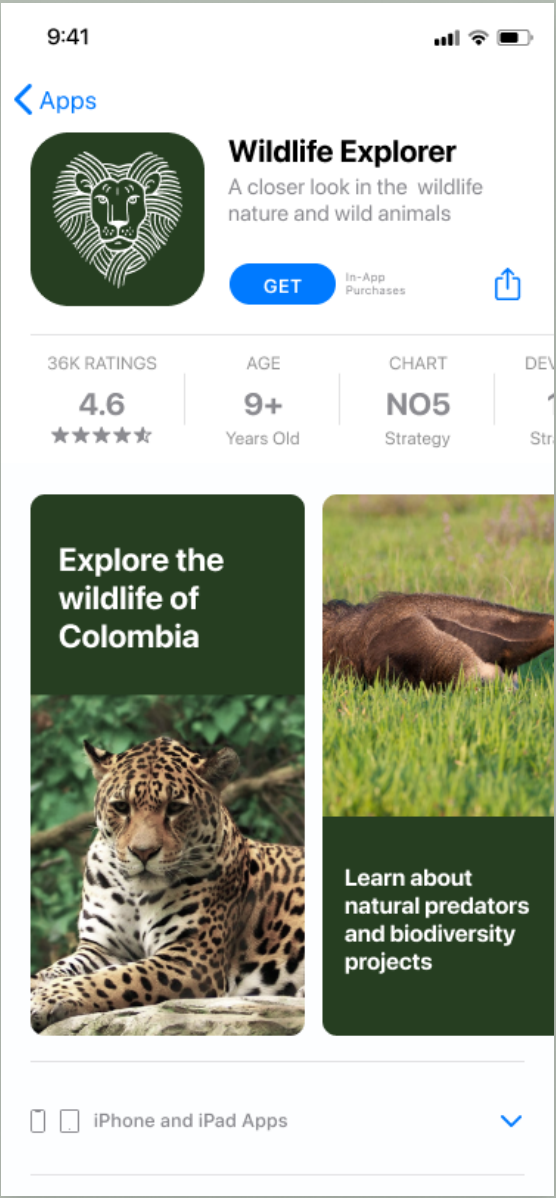 9:41
Apps
Wildlife Explorer
A closer look in the wildlife
nature and wild animals
GET
In-App
Purchases
36K RATINGS
4.6
AGE
9+
Years Old
CHART
NO5
Strategy
Explore the
wildlife of
Colombia
Learn about
natural predators
and biodiversity
projects
iPhone and iPad Apps